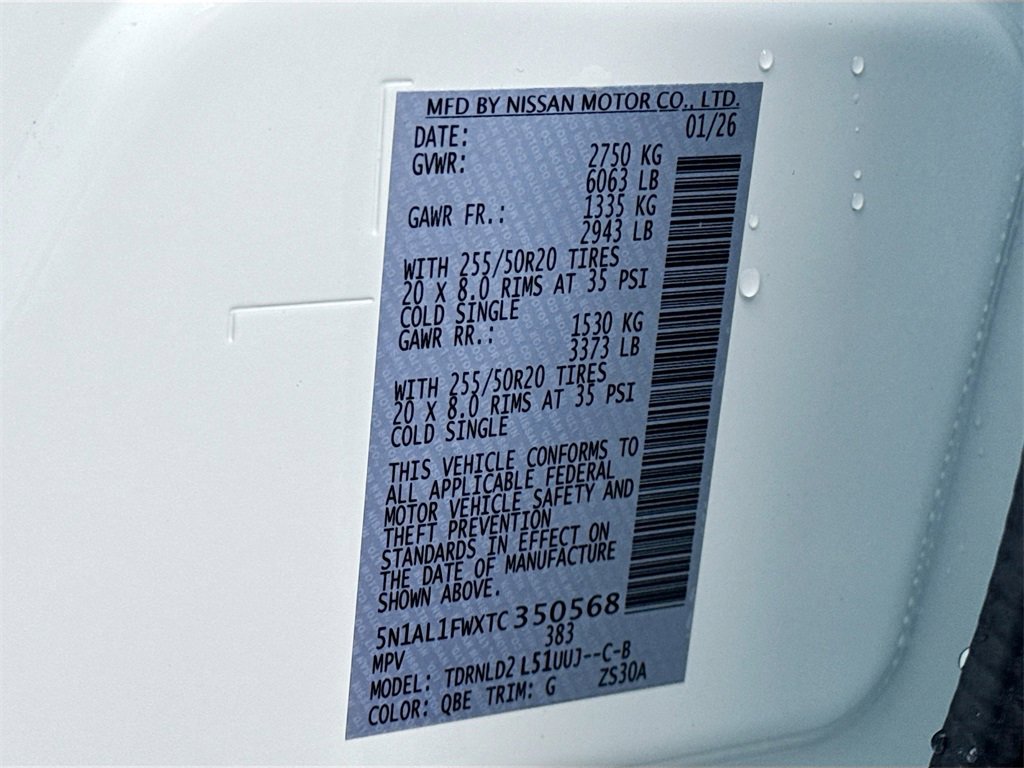 MFD BY NISSAN MOTOR CO., LTD.
DATE: 01/26
GVWR: 2750 KG
6063 LB
GAWR FR.: 1335 KG
2943 LB
WITH 255/50R20 TIRES
20 X 8.0 RIMS AT 35 PSI
COLD SINGLE
GAWR RR.: 1530 KG
3373 LB
WITH 255/50R20 TIRES
20 X 8.0 RIMS AT 35 PSI
COLD SINGLE
THIS VEHICLE CONFORMS TO
ALL APPLICABLE FEDERAL
MOTOR VEHICLE SAFETY AND
THEFT PREVENTION
STANDARDS IN EFFECT ON
THE DATE OF MANUFACTURE
SHOWN ABOVE.
5N1AL1FWXTC350568
MPV 383
MODEL: TDRNLD2 L51UUJ--C-B
COLOR: QBE TRIM: G ZS30A